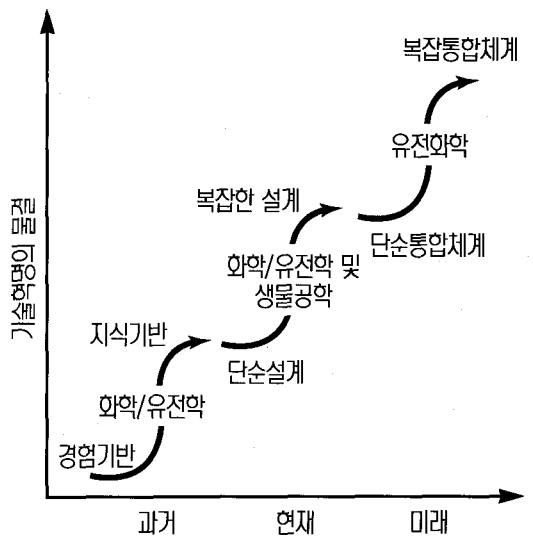 복잡통합체계
유전화학
복잡한 설계
단순통합체계
화학/유전학 및
생물공학
지식기반
단순설계
화학/유전학
경험기반
기술혁명의 물결
과거
현재
미래